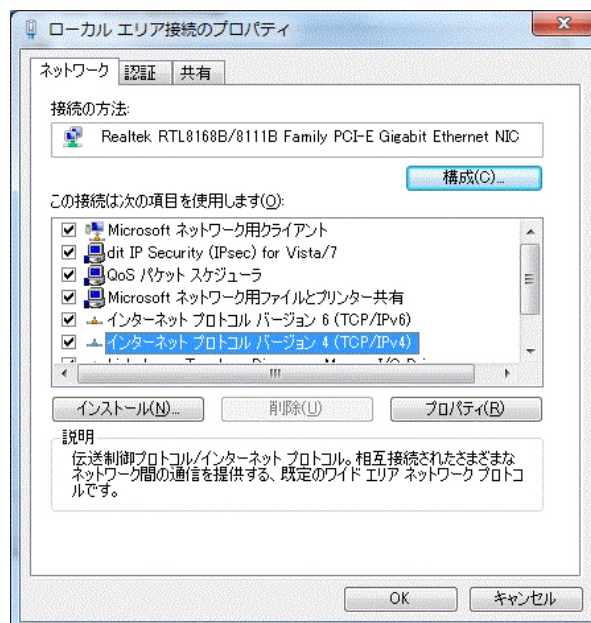 ローカル エリア接続のプロパティ
ネットワーク 認証 共有
接続の方法:
Realtek RTL8168B/8111B Family PCI-E Gigabit Ethernet NIC
構成(C)...
この接続は次の項目を使用します(O):
Microsoft ネットワーク用クライアント
dit IP Security (IPsec) for Vista/7
QoS パケット スケジューラ
Microsoft ネットワーク用ファイルとプリンター共有
インターネット プロトコル バージョン 6 (TCP/IPv6)
インターネット プロトコル バージョン 4 (TCP/IPv4)
インストール(N)... 削除(U) プロパティ(R)
説明
伝送制御プロトコル/インターネット プロトコル。相互接続されたさまざまな
ネットワーク間の通信を提供する、既定のワイド エリア ネットワーク プロトコ
ルです。
OK キャンセル